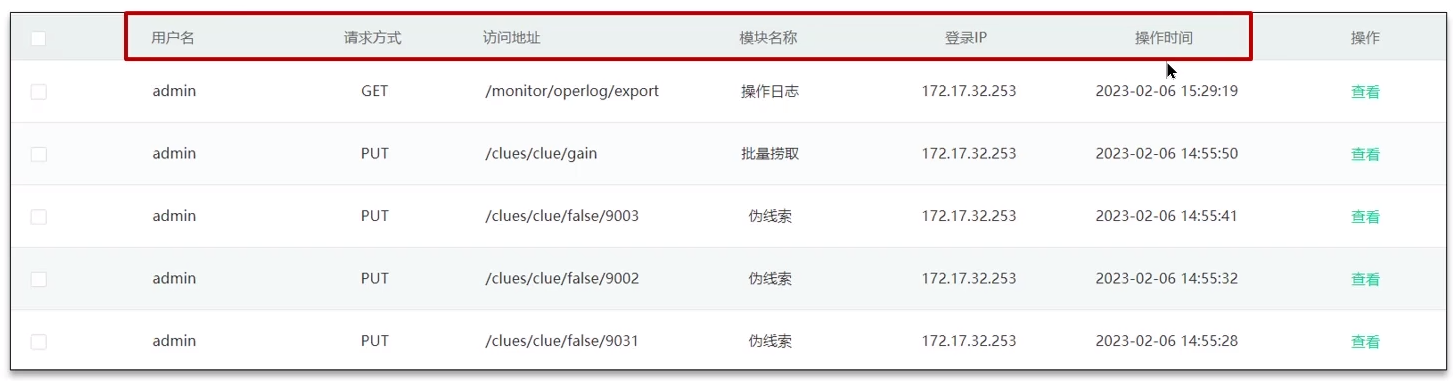 用户名 请求方式 访问地址 模块名称 登录IP 操作时间 操作
admin GET /monitor/operlog/export 操作日志 172.17.32.253 2023-02-06 15:29:19 查看
admin PUT /clues/clue/gain 批量捞取 172.17.32.253 2023-02-06 14:55:50 查看
admin PUT /clues/clue/false/9003 伪线索 172.17.32.253 2023-02-06 14:55:41 查看
admin PUT /clues/clue/false/9002 伪线索 172.17.32.253 2023-02-06 14:55:32 查看
admin PUT /clues/clue/false/9031 伪线索 172.17.32.253 2023-02-06 14:55:28 查看